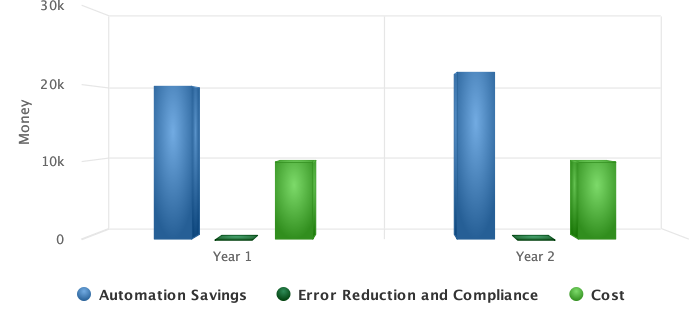 30k
20k
Money
10k
0
Year 1 Year 2
Automation Savings Error Reduction and Compliance Cost